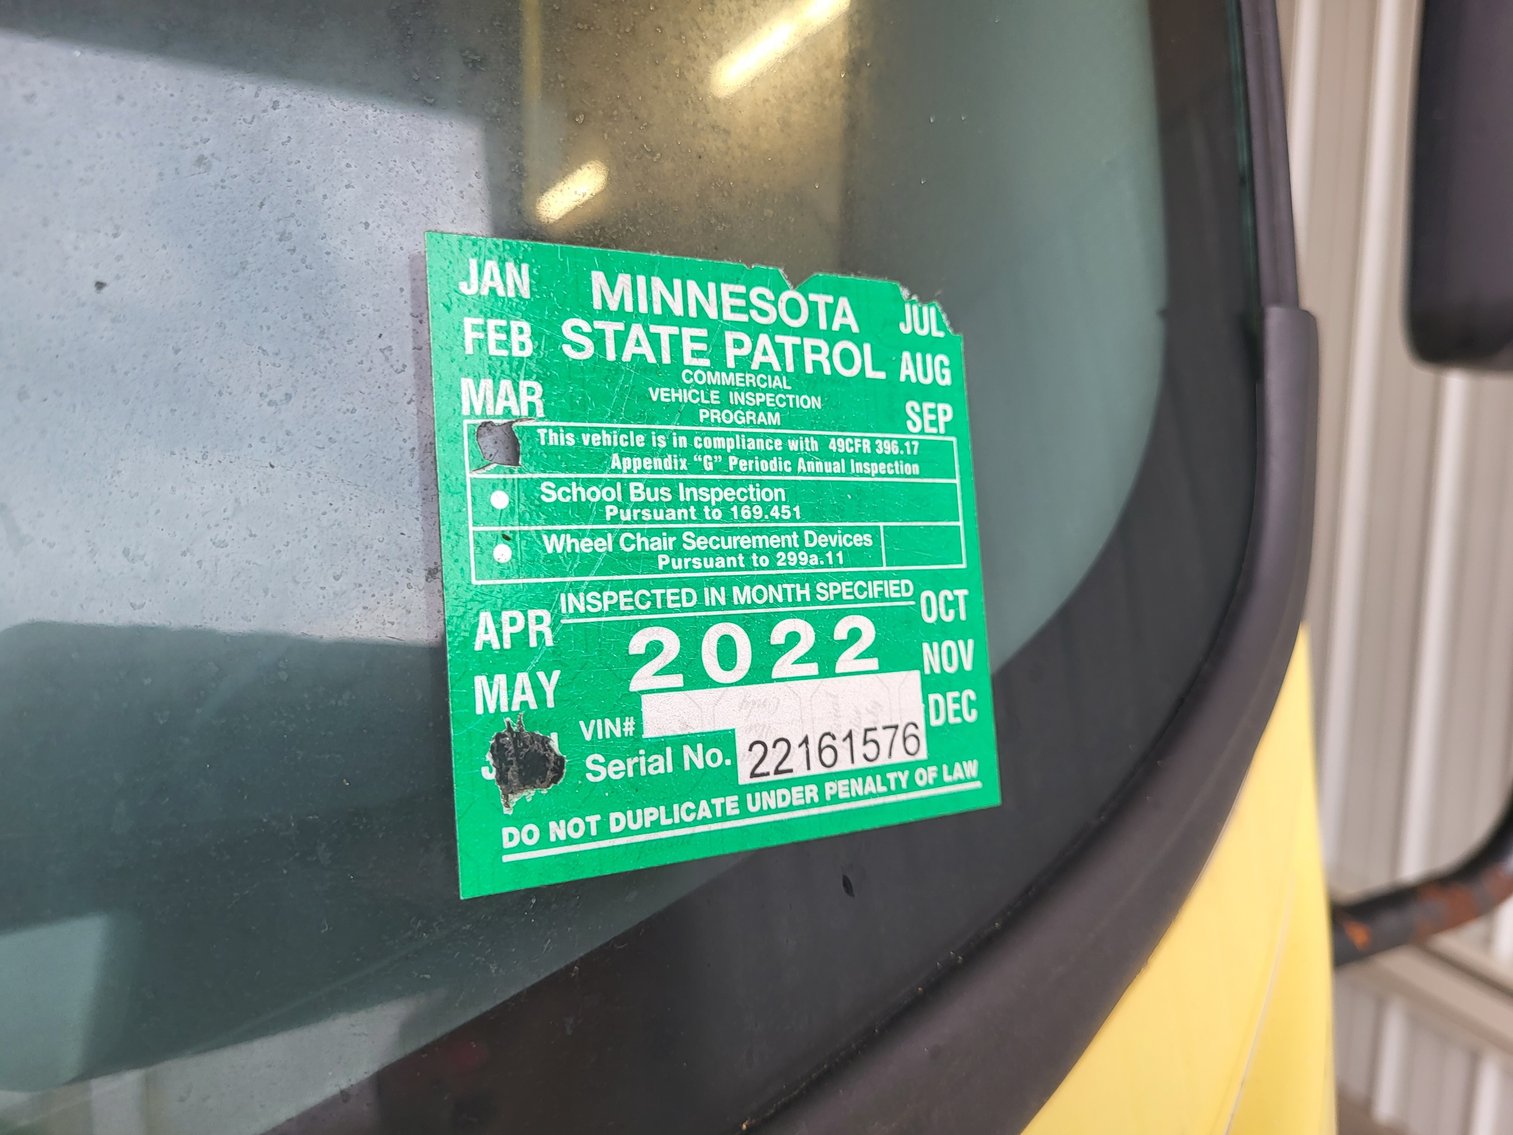 JAN
FEB
MAR
MINNESOTA
STATE PATROL
COMMERCIAL
VEHICLE INSPECTION
PROGRAM
JUL
AUG
SEP
This vehicle is in compliance with 49CFR 396.17
Appendix “G” Periodic Annual Inspection
School Bus Inspection
Pursuant to 169.451
Wheel Chair Securement Devices
Pursuant to 299a.11
INSPECTED IN MONTH SPECIFIED
2022
APR
MAY
OCT
NOV
DEC
VIN#
Serial No. 22161576
DO NOT DUPLICATE UNDER PENALTY OF LAW